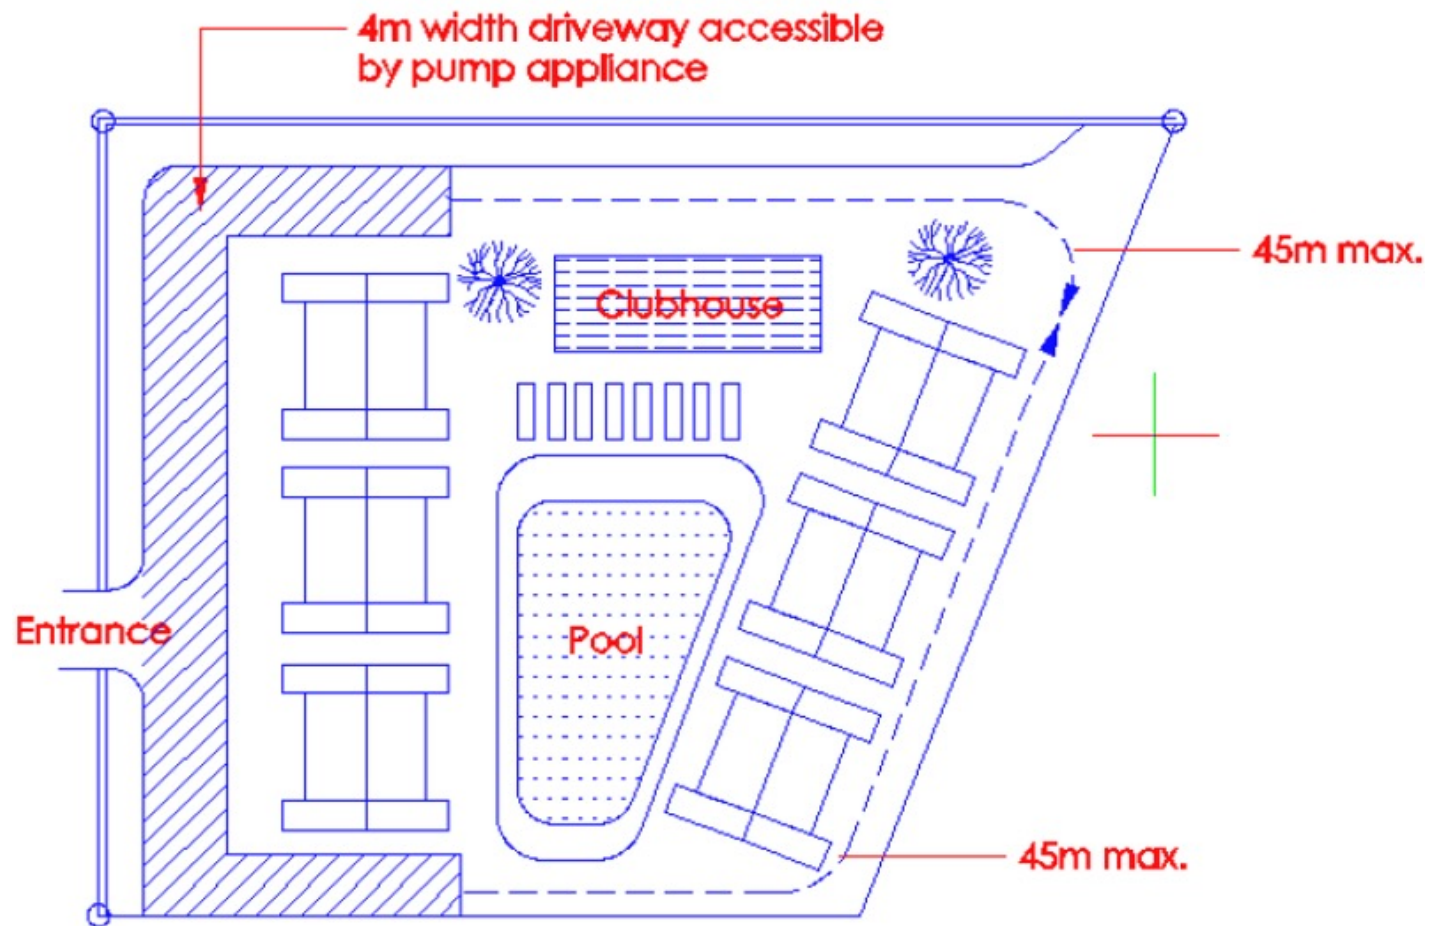 4m width driveway accessible
by pump appliance
45m max.
Clubhouse
Entrance
Pool
45m max.